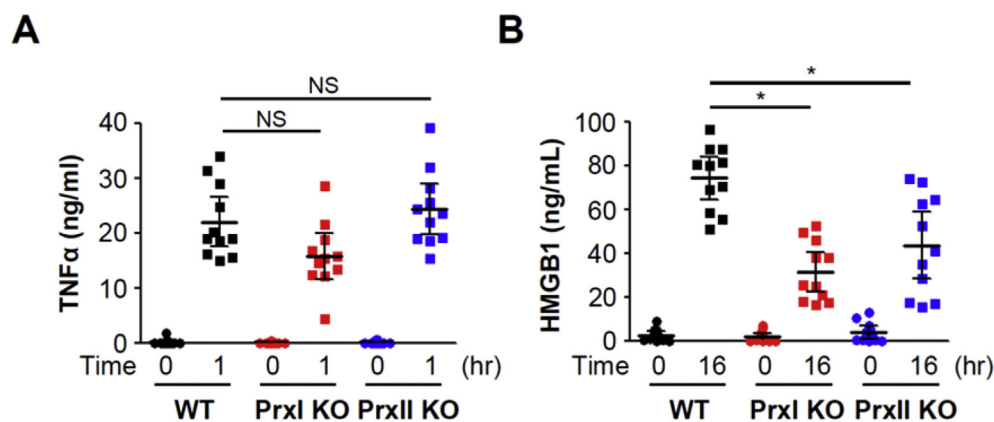 A
NS
NS
TNFα (ng/ml)
40
30
20
10
0
Time 0 1 0 1 0 1 (hr)
WT PrxI KO PrxII KO
B
*
*
HMGB1 (ng/mL)
100
80
60
40
20
0
Time 0 16 0 16 0 16 (hr)
WT PrxI KO PrxII KO